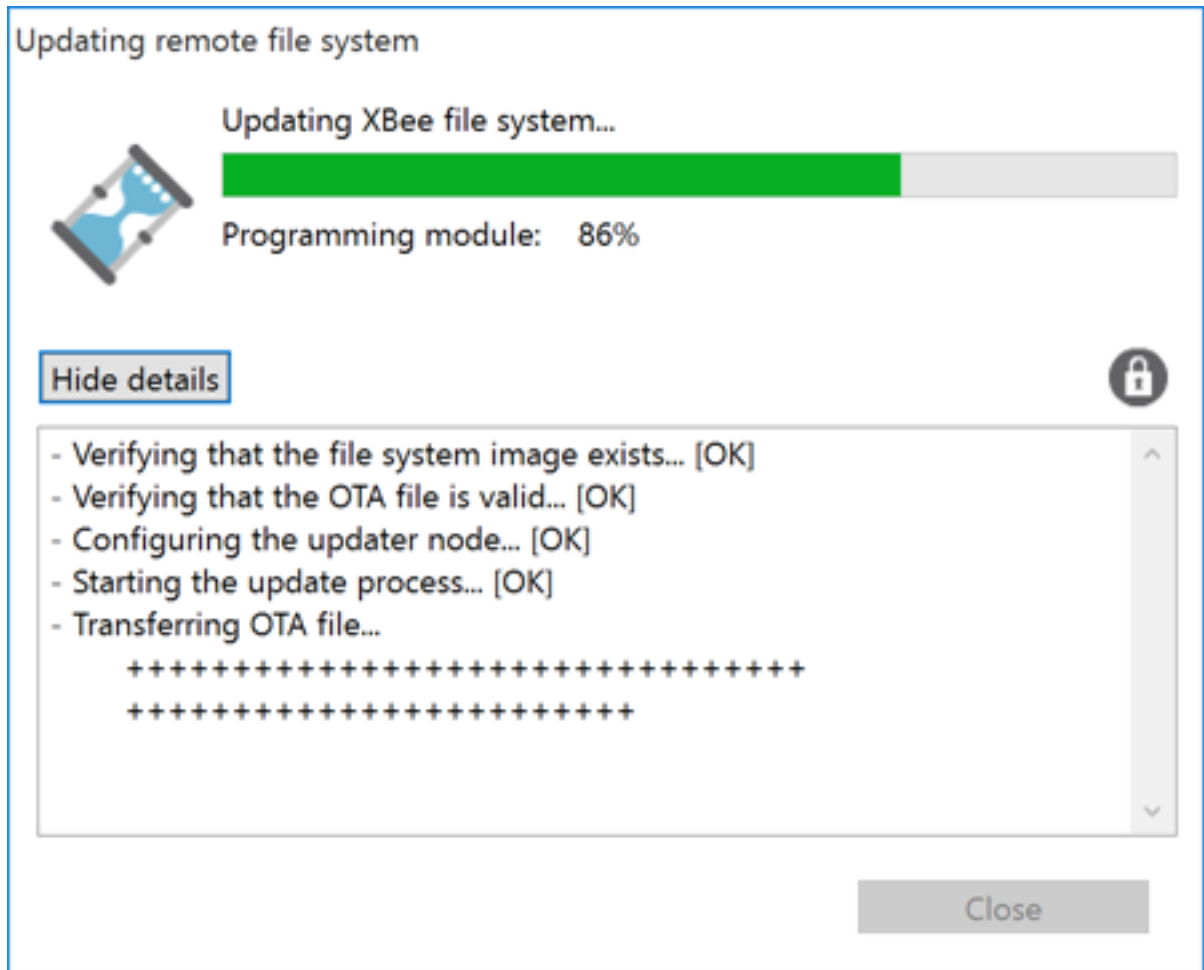 Updating remote file system
Updating XBee file system...
Programming module: 86%
Hide details
- Verifying that the file system image exists... [OK]
- Verifying that the OTA file is valid... [OK]
- Configuring the updater node... [OK]
- Starting the update process... [OK]
- Transferring OTA file...
++++++++++++++++++++++++++++++++
++++++++++++++++++++++++
Close